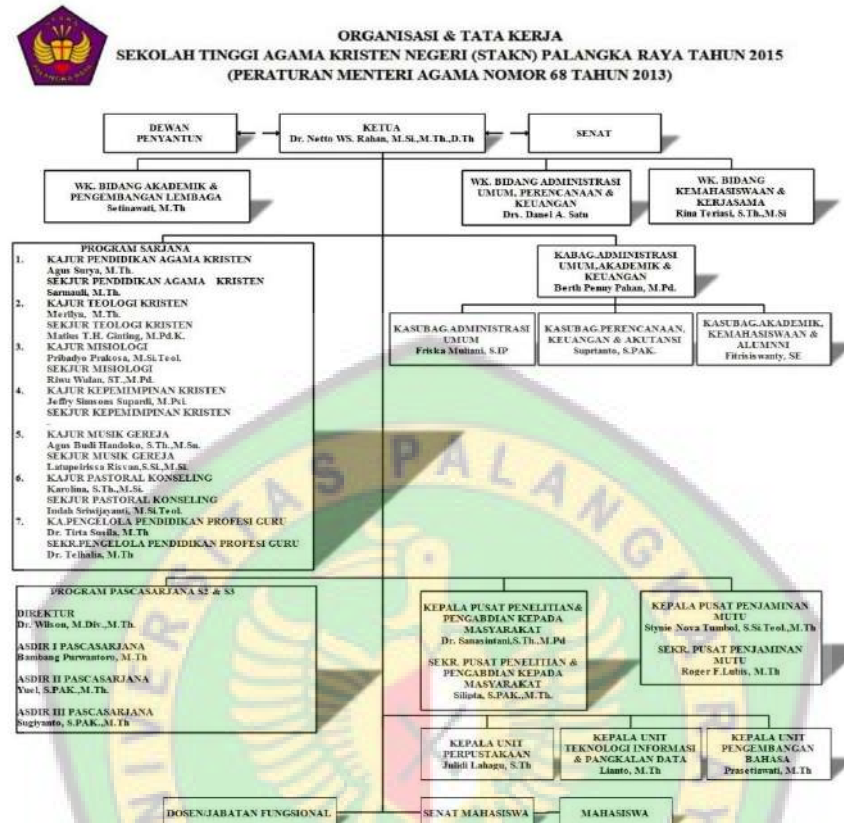 ORGANISASI & TATA KERJA
SEKOLAH TINGGI AGAMA KRISTEN NEGERI (STAKN) PALANGKA RAYA TAHUN 2015
(PERATURAN MENTERI AGAMA NOMOR 68 TAHUN 2013)
DEWAN
PENYANTUN
KETUA
Dr. Netto WS. Rahan, M.Si.,M.Th.,D.Th
SENAT
WK. BIDANG AKADEMIK &
PENGEMBANGAN LEMBAGA
Setinawati, M.Th
WK. BIDANG ADMINISTRASI
UMUM, PERENCANAAN &
KEUANGAN
Drs. Danel A. Satu
WK. BIDANG
KEMAHASISWAAN &
KERJASAMA
Rina Teriasi, S.Th.,M.Si
PROGRAM SARJANA
1. KAJUR PENDIDIKAN AGAMA KRISTEN
Agus Surya, M.Th.
SEKJUR PENDIDIKAN AGAMA KRISTEN
Sarmauli, M.Th.
2. KAJUR TEOLOGI KRISTEN
Merilyn, M.Th.
SEKJUR TEOLOGI KRISTEN
Matius T.H. Ginting, M.Pd.K.
3. KAJUR MISIOLOGI
Pribadyo Prakosa, M.Si.Teol.
SEKJUR MISIOLOGI
Riwu Wulan, ST.,M.Pd.
4. KAJUR KEPEMIMPINAN KRISTEN
Jeffry Simsons Supardi, M.Psi.
SEKJUR KEPEMIMPINAN KRISTEN
-
5. KAJUR MUSIK GEREJA
Agus Budi Handoko, S.Th.,M.Sn.
SEKJUR MUSIK GEREJA
Latupeirissa Risvan,S.Si.,M.Si.
6. KAJUR PASTORAL KONSELING
Karolina, S.Th.,M.Si.
SEKJUR PASTORAL KONSELING
Indah Sriwijayanti, M.Si.Teol.
7. KA.PENGELOLA PENDIDIKAN PROFESI GURU
Dr. Tirta Susila, M.Th
SEKR.PENGELOLA PENDIDIKAN PROFESI GURU
Dr. Telhalia, M.Th
KABAG.ADMINISTRASI
UMUM,AKADEMIK &
KEUANGAN
Berth Penny Pahan, M.Pd.
KASUBAG.ADMINISTRASI
UMUM
Friska Muliani, S.IP
KASUBAG.PERENCANAAN,
KEUANGAN & AKUTANSI
Suprianto, S.PAK.
KASUBAG.AKADEMIK,
KEMAHASISWAAN &
ALUMNNI
Fitrisiswanty, SE
PROGRAM PASCASARJANA S2 & S3
DIREKTUR
Dr. Wilson, M.Div.,M.Th.
ASDIR I PASCASARJANA
Bambang Purwantoro, M.Th
ASDIR II PASCASARJANA
Yuel, S.PAK.,M.Th.
ASDIR III PASCASARJANA
Sugiyanto, S.PAK.,M.Th
KEPALA PUSAT PENELITIAN&
PENGABDIAN KEPADA
MASYARAKAT
Dr. Sanasintani,S.Th.,M.Pd
SEKR. PUSAT PENELITIAN &
PENGABDIAN KEPADA
MASYARAKAT
Silipta, S.PAK.,M.Th.
KEPALA PUSAT PENJAMINAN
MUTU
Stynie Nova Tumbol, S.Si.Teol.,M.Th
SEKR. PUSAT PENJAMINAN
MUTU
Roger F.Lubis, M.Th
KEPALA UNIT
PERPUSTAKAAN
Julidi Lahagu, S.Th
KEPALA UNIT
TEKNOLOGI INFORMASI
& PANGKALAN DATA
Lianto, M.Th
KEPALA UNIT
PENGEMBANGAN
BAHASA
Prasetiawati, M.Th
DOSEN/JABATAN FUNGSIONAL
SENAT MAHASISWA
MAHASISWA